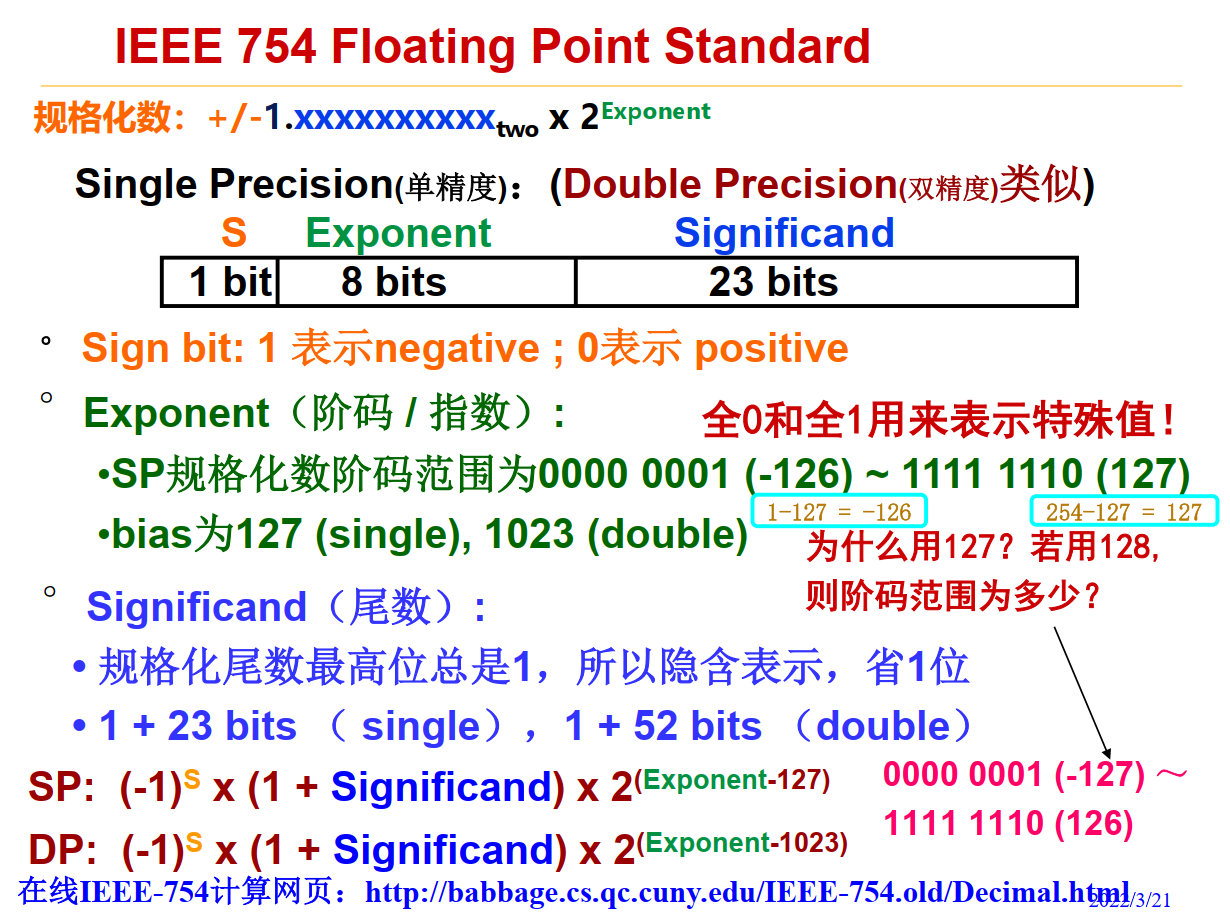 IEEE 754 Floating Point Standard
规格化数：+/-1.xxxxxxxxxxtwo x 2Exponent
Single Precision(单精度)：(Double Precision(双精度)类似)
S Exponent Significand
1 bit 8 bits 23 bits
° Sign bit: 1 表示negative ; 0表示 positive
° Exponent（阶码 / 指数）:
全0和全1用来表示特殊值！
•SP规格化数阶码范围为0000 0001 (-126) ~ 1111 1110 (127)
1-127 = -126 254-127 = 127
•bias为127 (single), 1023 (double)
为什么用127？若用128,
则阶码范围为多少？
° Significand（尾数）:
• 规格化尾数最高位总是1，所以隐含表示，省1位
• 1 + 23 bits （ single），1 + 52 bits （double）
SP: (-1)S x (1 + Significand) x 2(Exponent-127)
0000 0001 (-127) ～
1111 1110 (126)
DP: (-1)S x (1 + Significand) x 2(Exponent-1023)
在线IEEE-754计算网页：http://babbage.cs.qc.cuny.edu/IEEE-754.old/Decimal.html
2022/3/21